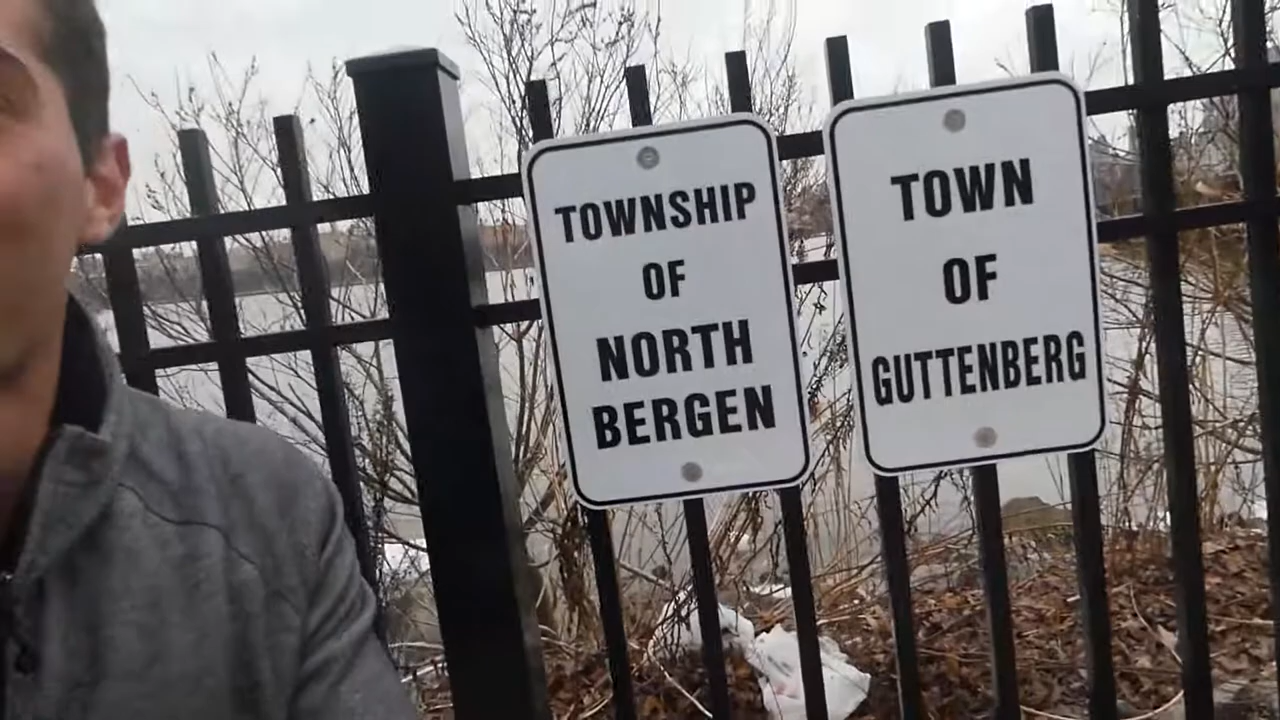 TOWNSHIP
OF
NORTH
BERGEN
TOWN
OF
GUTTENBERG